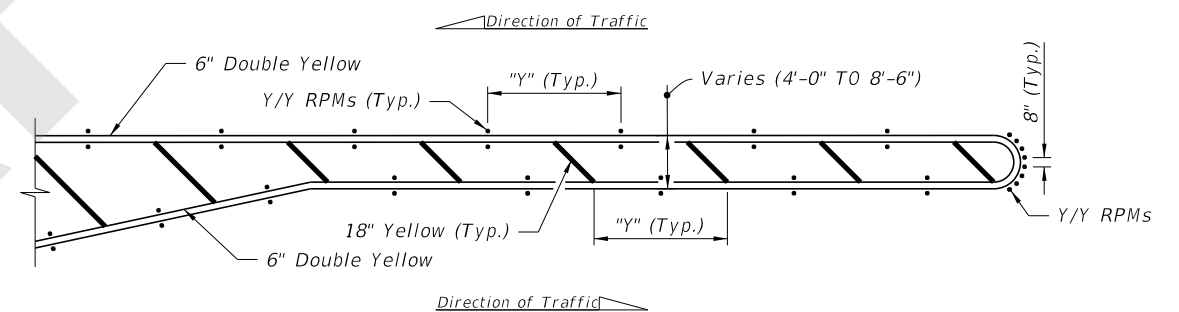 Direction of Traffic
6" Double Yellow
"Y" (Typ.)
Varies (4'-0" TO 8'-6")
8" (Typ.)
Y/Y RPMs (Typ.)
18" Yellow (Typ.)
"Y" (Typ.)
Y/Y RPMs
6" Double Yellow
Direction of Traffic